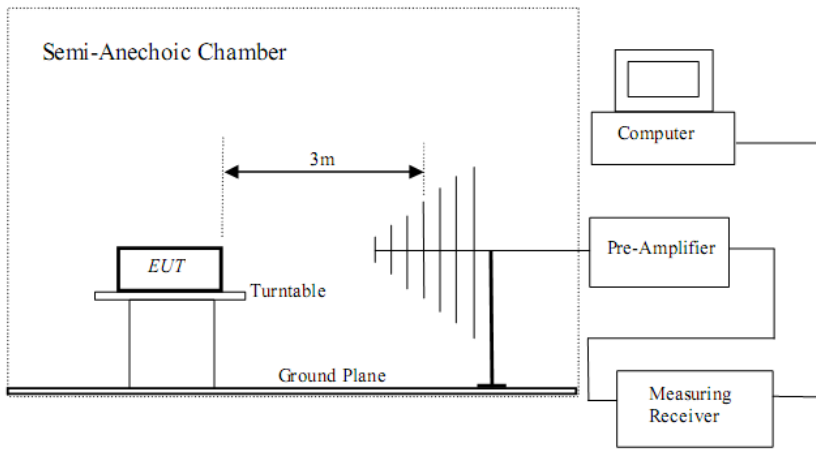 Semi-Anechoic Chamber
Computer
3m
Pre-Amplifier
EUT
Turntable
Ground Plane
Measuring
Receiver